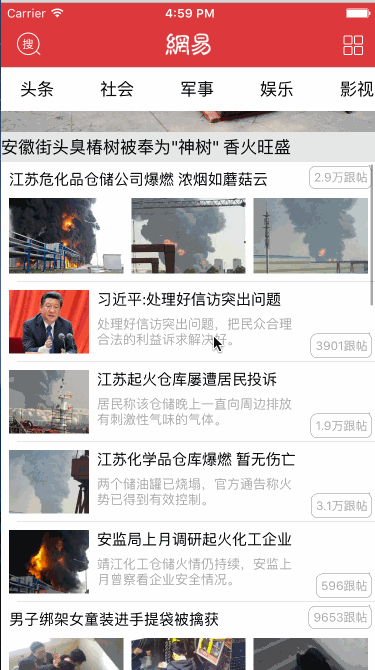 Carrier 4:59 PM
搜 網易
头条 社会 军事 娱乐 影视
安徽街头臭椿树被奉为"神树" 香火旺盛
江苏危化品仓储公司爆燃 浓烟如蘑菇云 2.9万跟帖
习近平:处理好信访突出问题
处理好信访突出问题，把民众合理
合法的利益诉求解决好。
3901跟帖
江苏起火仓库屡遭居民投诉
居民称该仓储晚上一直向周边排放
有刺激性气味的气体。
1.9万跟帖
江苏化学品仓库爆燃 暂无伤亡
两个储油罐已烧塌，官方通告称火
势已得到有效控制。
3.1万跟帖
安监局上月调研起火化工企业
靖江化工仓储火情仍持续，安监上
月曾察看企业安全情况。
596跟帖
男子绑架女童装进手提袋被擒获 9653跟帖